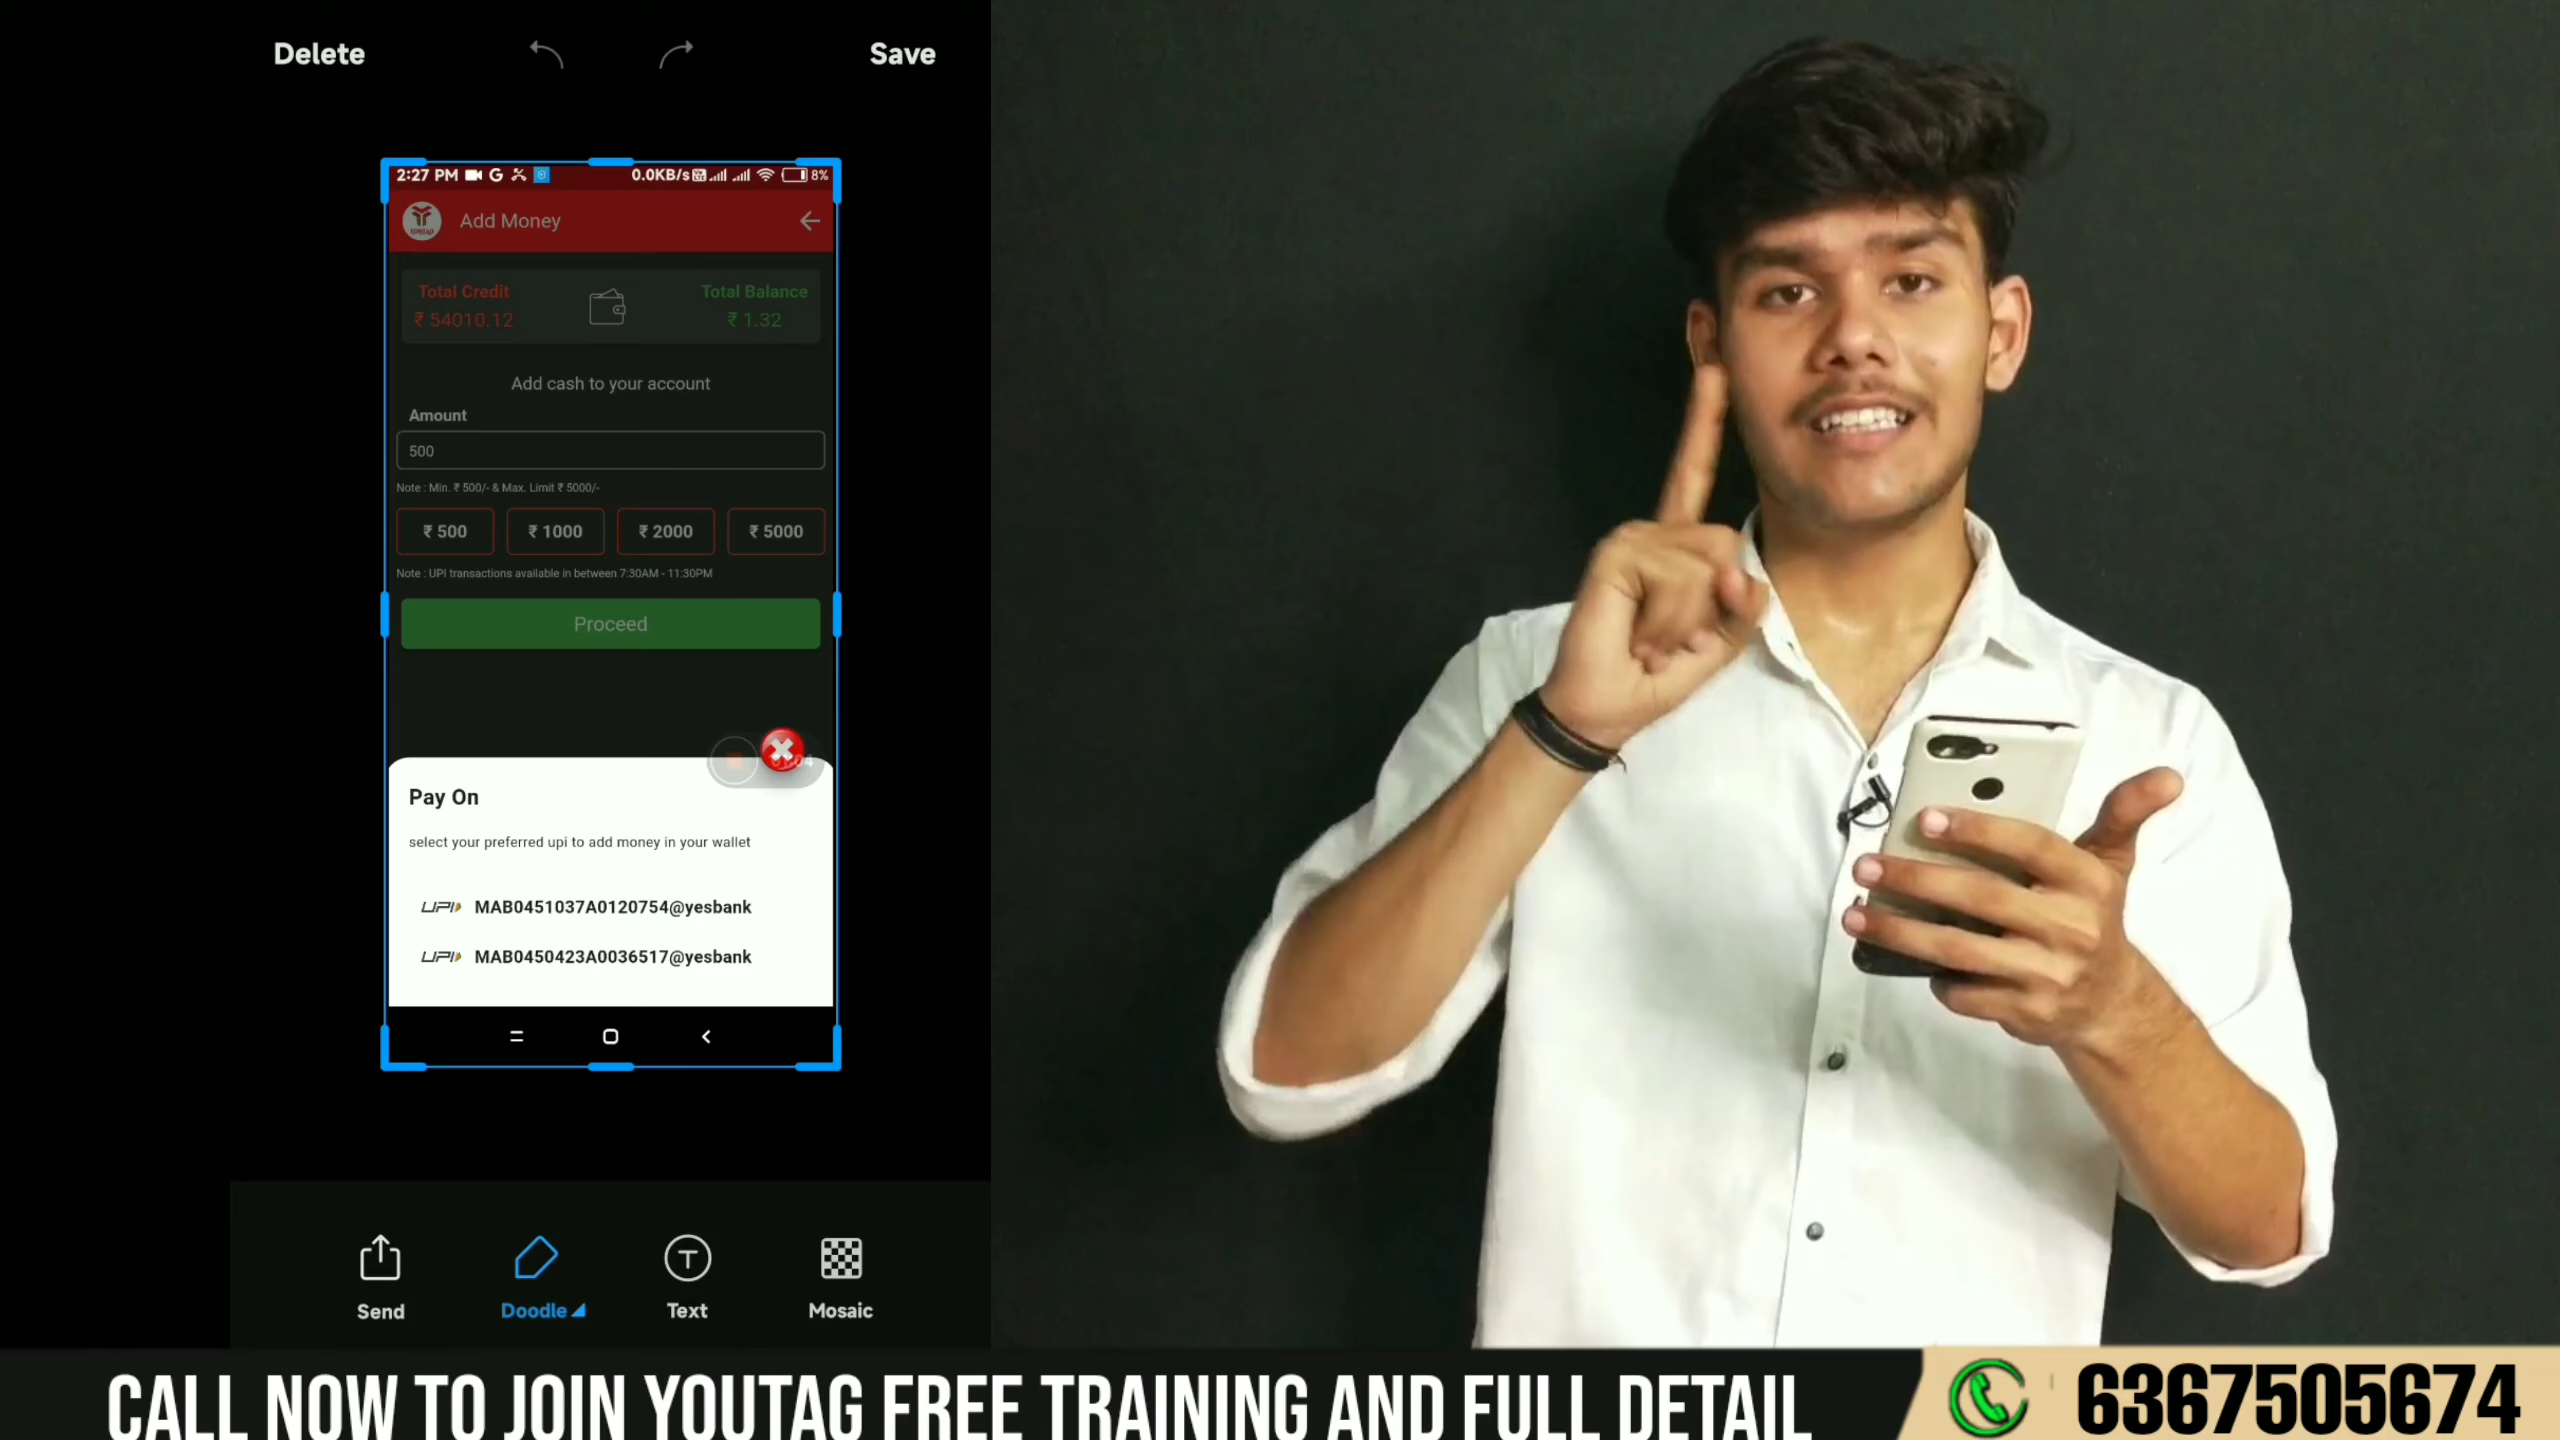 Delete
Save
2:27 PM
0.0KB/s
8%
Add Money
Total Credit
Total Balance
₹ 54010.12
₹ 1.32
Add cash to your account
Amount
500
Note : Min. ₹ 500/- & Max. Limit ₹ 5000/-
₹ 500
₹ 1000
₹ 2000
₹ 5000
Note : UPI transactions available in between 7:30AM - 11:30PM
Proceed
Pay On
select your preferred upi to add money in your wallet
UPI MAB0451037A0120754@yesbank
UPI MAB0450423A0036517@yesbank
Send
Doodle
Text
Mosaic
CALL NOW TO JOIN YOUTAG FREE TRAINING AND FULL DETAIL
6367505674